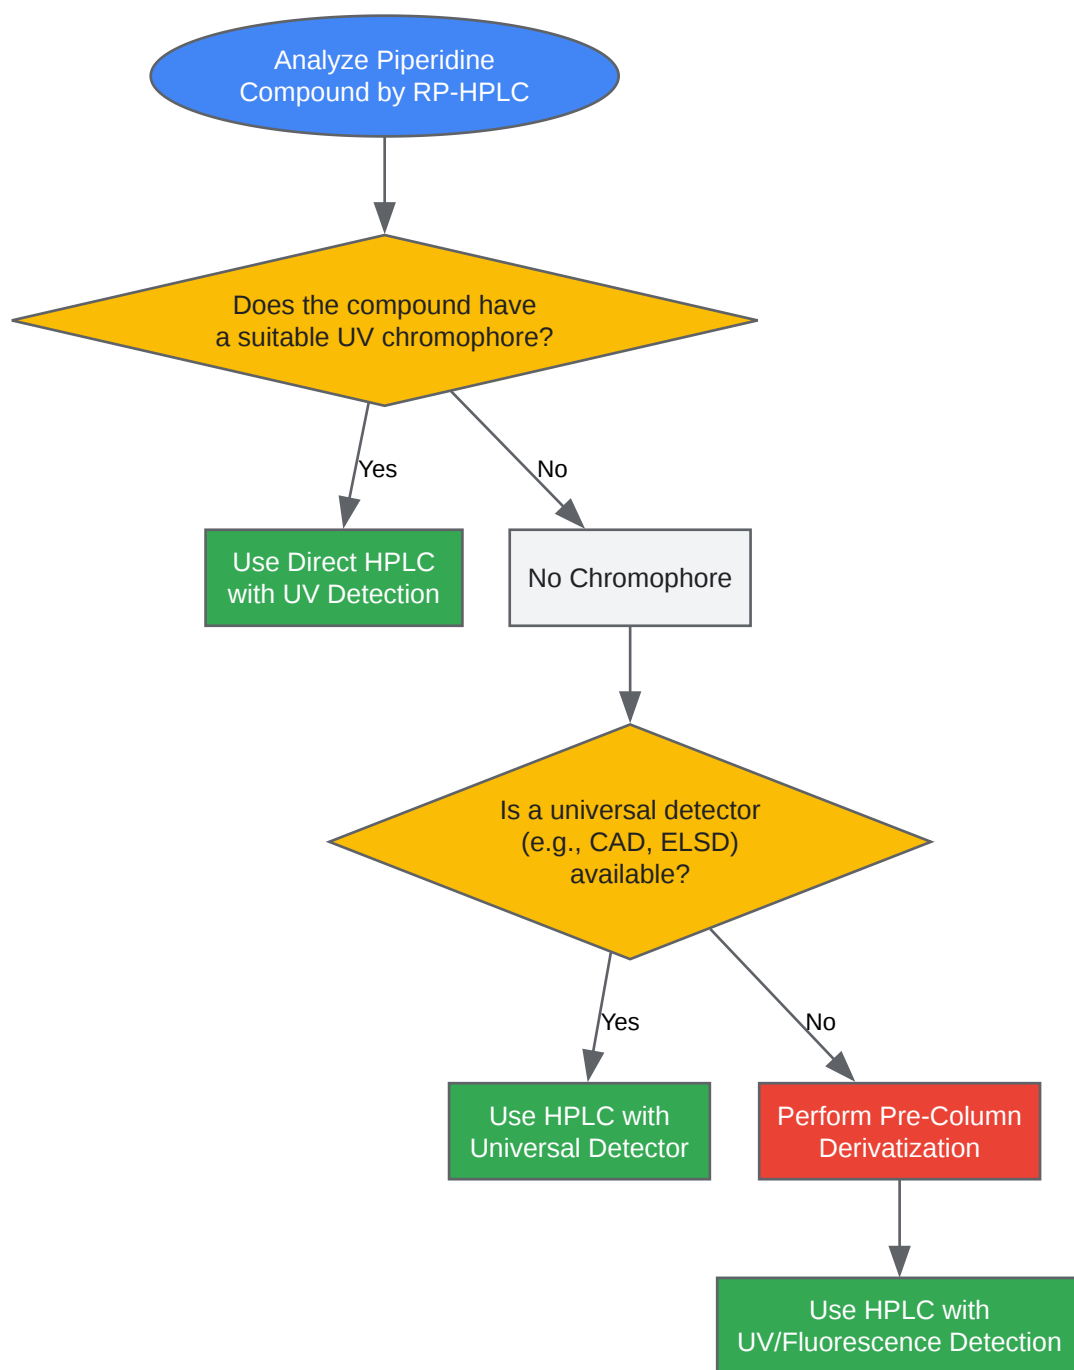 Analyze Piperidine
Compound by RP-HPLC
Does the compound have
a suitable UV chromophore?
Yes
No
Use Direct HPLC
with UV Detection
No Chromophore
Is a universal detector
(e.g., CAD, ELSD)
available?
Yes
No
Use HPLC with
Universal Detector
Perform Pre-Column
Derivatization
Use HPLC with
UV/Fluorescence Detection